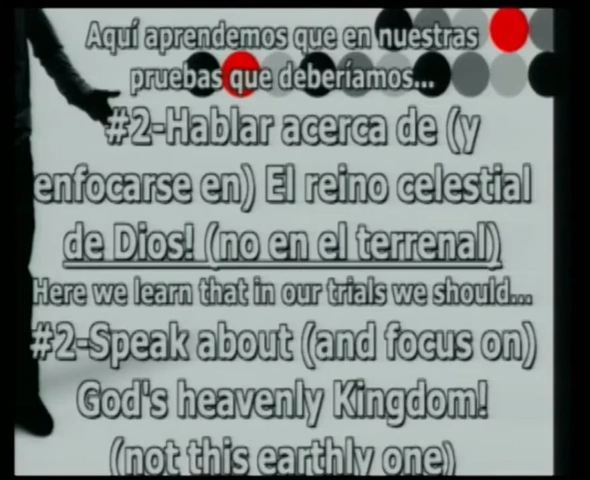 Aquí aprendemos que en nuestras
pruebas que deberíamos...
#2-Hablar acerca de (y
enfocarse en) El reino celestial
de Dios! (no en el terrenal)
Here we learn that in our trials we should...
#2-Speak about (and focus on)
God's heavenly Kingdom!
(not this earthly one)